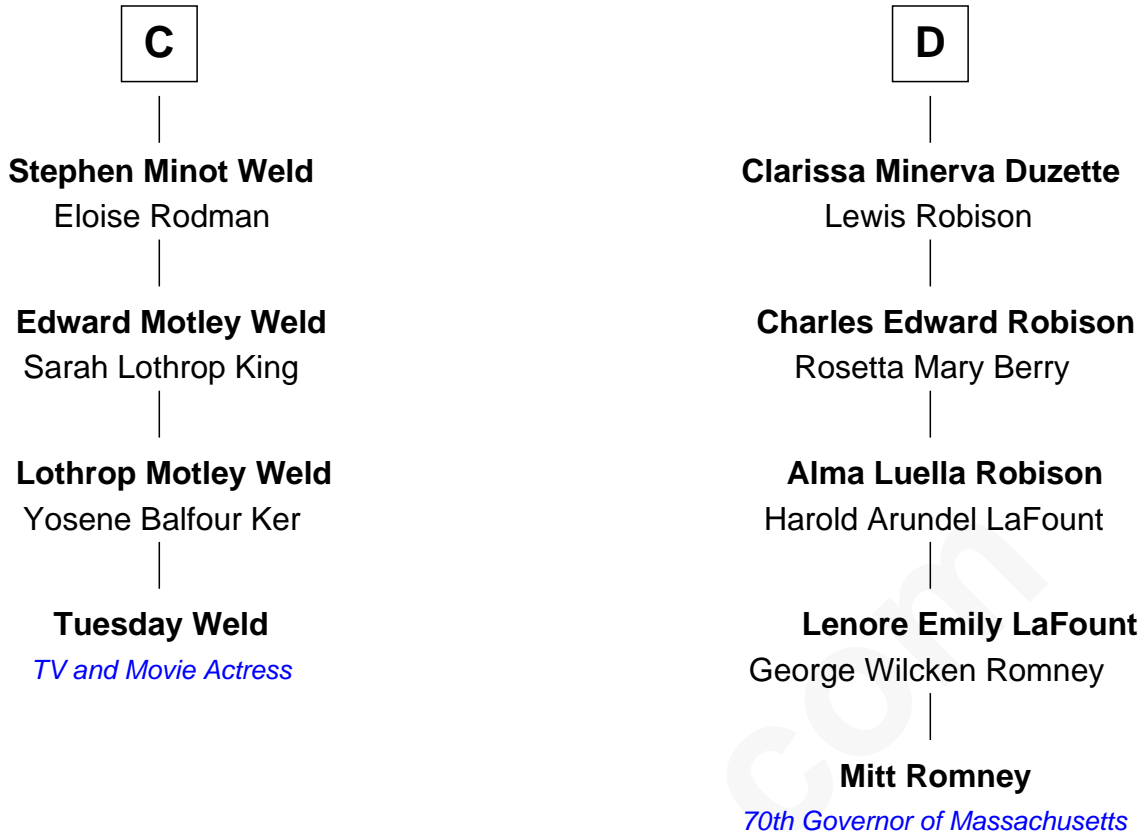 C
Stephen Minot Weld
Eloise Rodman
Edward Motley Weld
Sarah Lothrop King
Lothrop Motley Weld
Yosene Balfour Ker
Tuesday Weld
TV and Movie Actress
D
Clarissa Minerva Duzette
Lewis Robison
Charles Edward Robison
Rosetta Mary Berry
Alma Luella Robison
Harold Arundel LaFount
Lenore Emily LaFount
George Wilcken Romney
Mitt Romney
70th Governor of Massachusetts
com